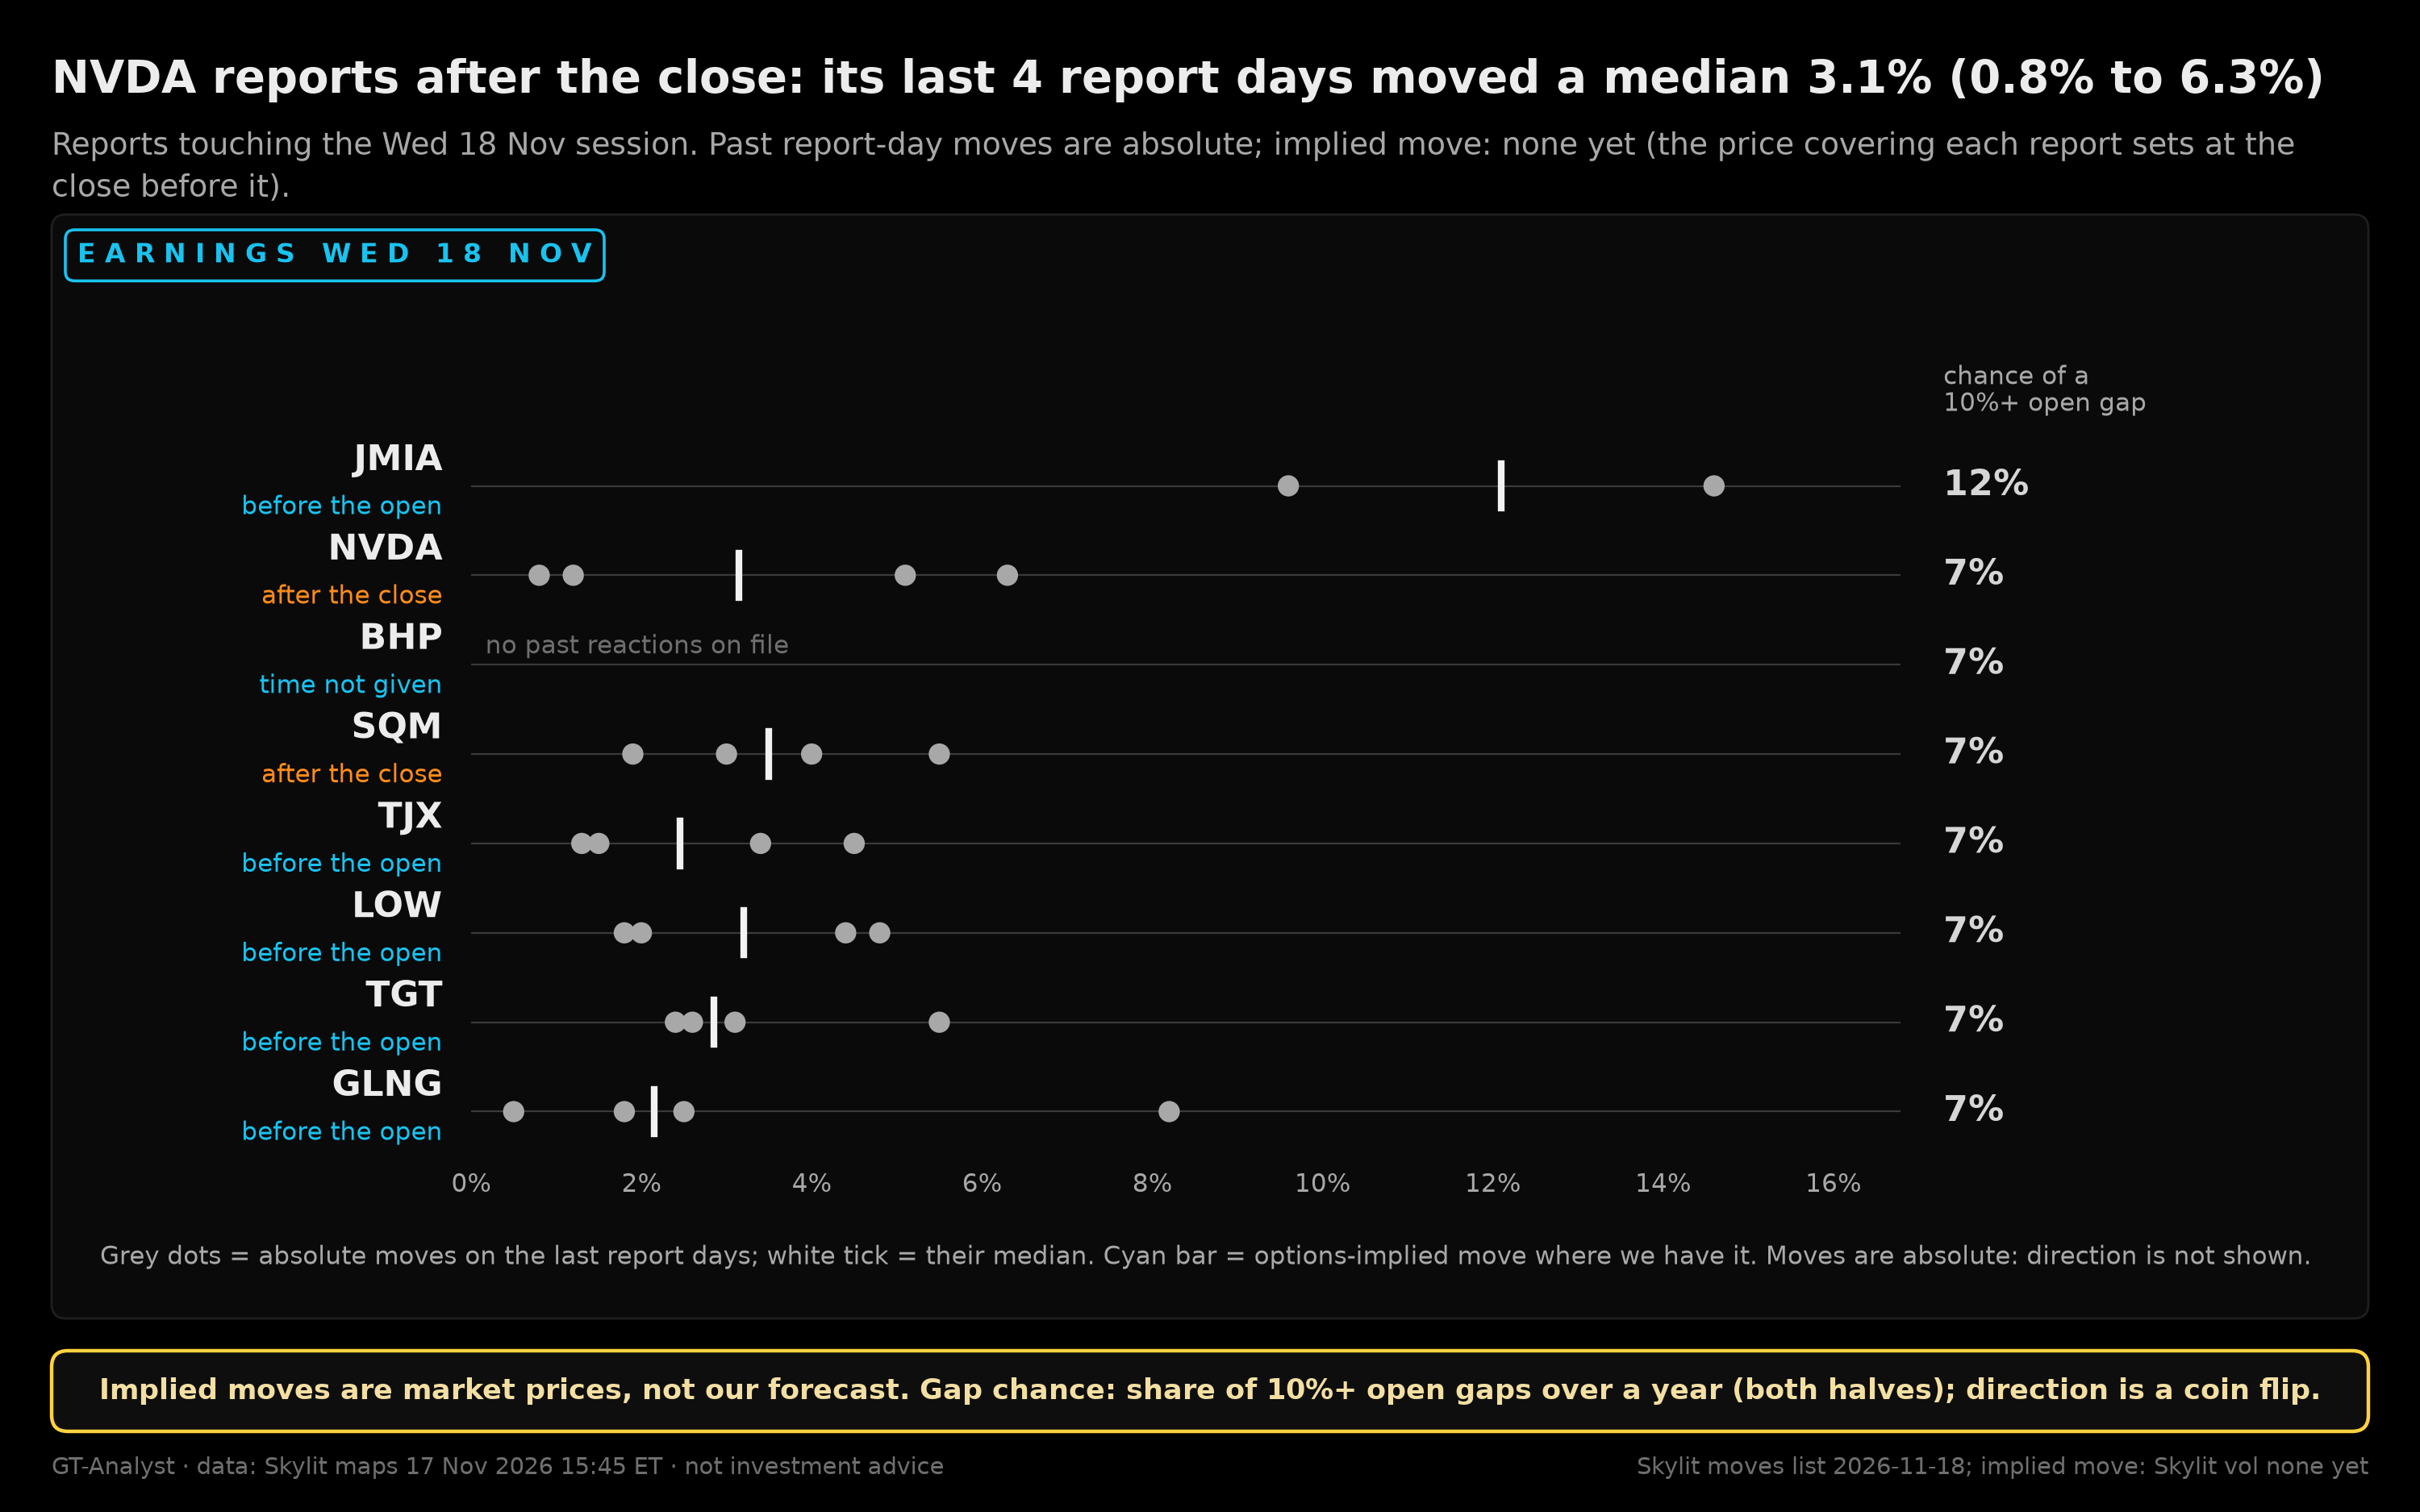 NVDA reports after the close: its last 4 report days moved a median 3.1% (0.8% to 6.3%)
Reports touching the Wed 18 Nov session. Past report-day moves are absolute; implied move: none yet (the price covering each report sets at the
close before it).
EARNINGS WED 18 NOV
chance of a
10%+ open gap
JMIA
before the open
12%
NVDA
after the close
7%
BHP
time not given
no past reactions on file
7%
SQM
after the close
7%
TJX
before the open
7%
LOW
before the open
7%
TGT
before the open
7%
GLNG
before the open
7%
0% 2% 4% 6% 8% 10% 12% 14% 16%
Grey dots = absolute moves on the last report days; white tick = their median. Cyan bar = options-implied move where we have it. Moves are absolute: direction is not shown.
Implied moves are market prices, not our forecast. Gap chance: share of 10%+ open gaps over a year (both halves); direction is a coin flip.
GT-Analyst · data: Skylit maps 17 Nov 2026 15:45 ET · not investment advice
Skylit moves list 2026-11-18; implied move: Skylit vol none yet